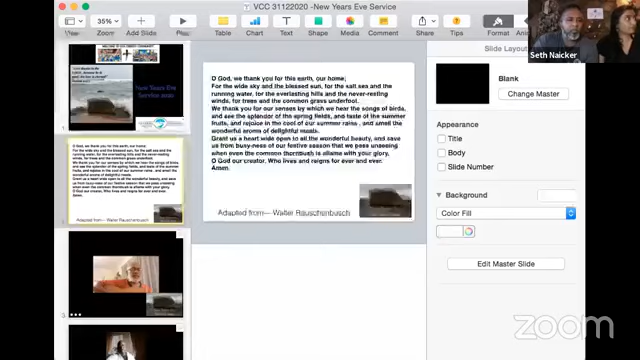 VCC 31122020 -New Years Eve Service
35%
View
Zoom
Add Slide
Play
Table
Chart
Text
Shape
Media
Comment
Share
Tips
Format
Animate
Seth Naicker
Slide Layout
Blank
Change Master
Appearance
Title
Body
Slide Number
Background
Color Fill
Edit Master Slide
New Years Eve
Service
O God, we thank you for this earth, our home;
For the wide sky and the blessed sun, for the salt sea and the
running water, for the everlasting hills and the never-resting
winds, for trees and the common grass underfoot.
We thank you for our senses by which we hear the songs of birds,
and see the splendor of the spring fields, and taste of the summer
fruits, and rejoice in the cool of our summer rains , and smell the
wonderful aroma of delightful meals.
Grant us a heart wide open to all the wonderful beauty, and save
us from busy-ness of our festive season that we pass unseeing
when even the common thornbush is aflame with your glory.
O God our creator, Who lives and reigns for ever and ever.
Amen.
Adapted from— Walter Rauschenbusch
zoom